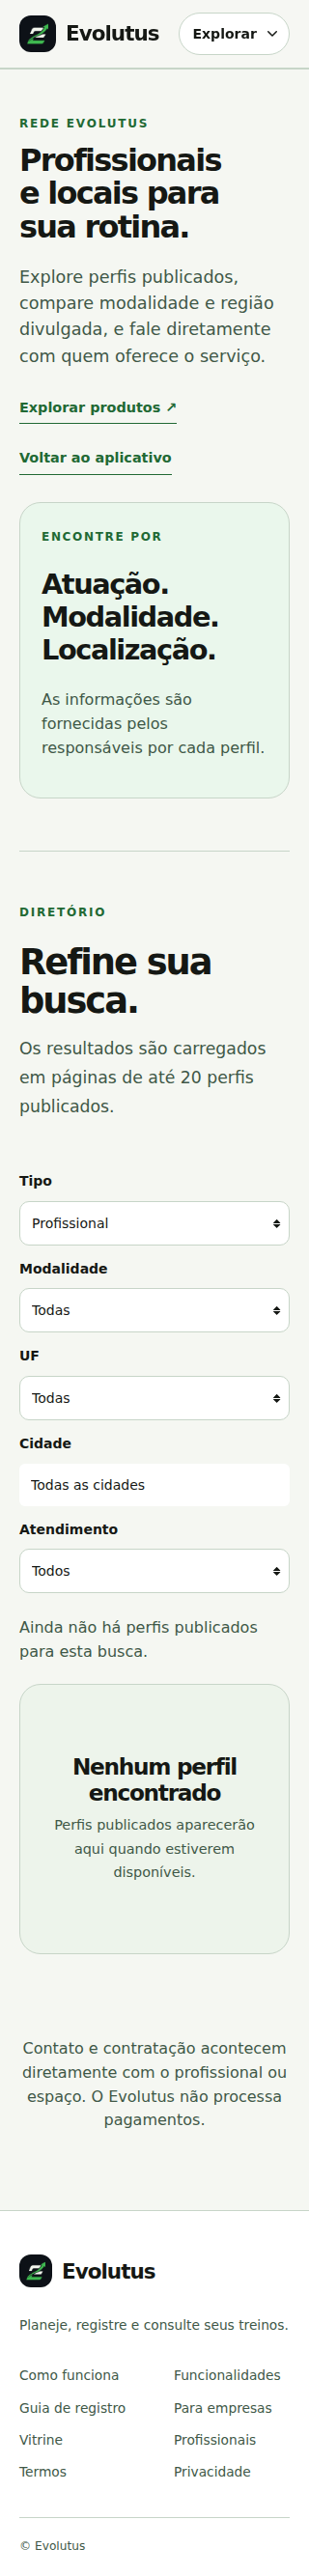 Evolutus
Explorar
REDE EVOLUTUS
Profissionais
e locais para
sua rotina.
Explore perfis publicados,
compare modalidade e região
divulgada, e fale diretamente
com quem oferece o serviço.
Explorar produtos ↗
Voltar ao aplicativo
ENCONTRE POR
Atuação.
Modalidade.
Localização.
As informações são
fornecidas pelos
responsáveis por cada perfil.
DIRETÓRIO
Refine sua
busca.
Os resultados são carregados
em páginas de até 20 perfis
publicados.
Tipo
Profissional
Modalidade
Todas
UF
Todas
Cidade
Todas as cidades
Atendimento
Todos
Ainda não há perfis publicados
para esta busca.
Nenhum perfil
encontrado
Perfis publicados aparecerão
aqui quando estiverem
disponíveis.
Contato e contratação acontecem
diretamente com o profissional ou
espaço. O Evolutus não processa
pagamentos.
Evolutus
Planeje, registre e consulte seus treinos.
Como funciona
Funcionalidades
Guia de registro
Para empresas
Vitrine
Profissionais
Termos
Privacidade
© Evolutus